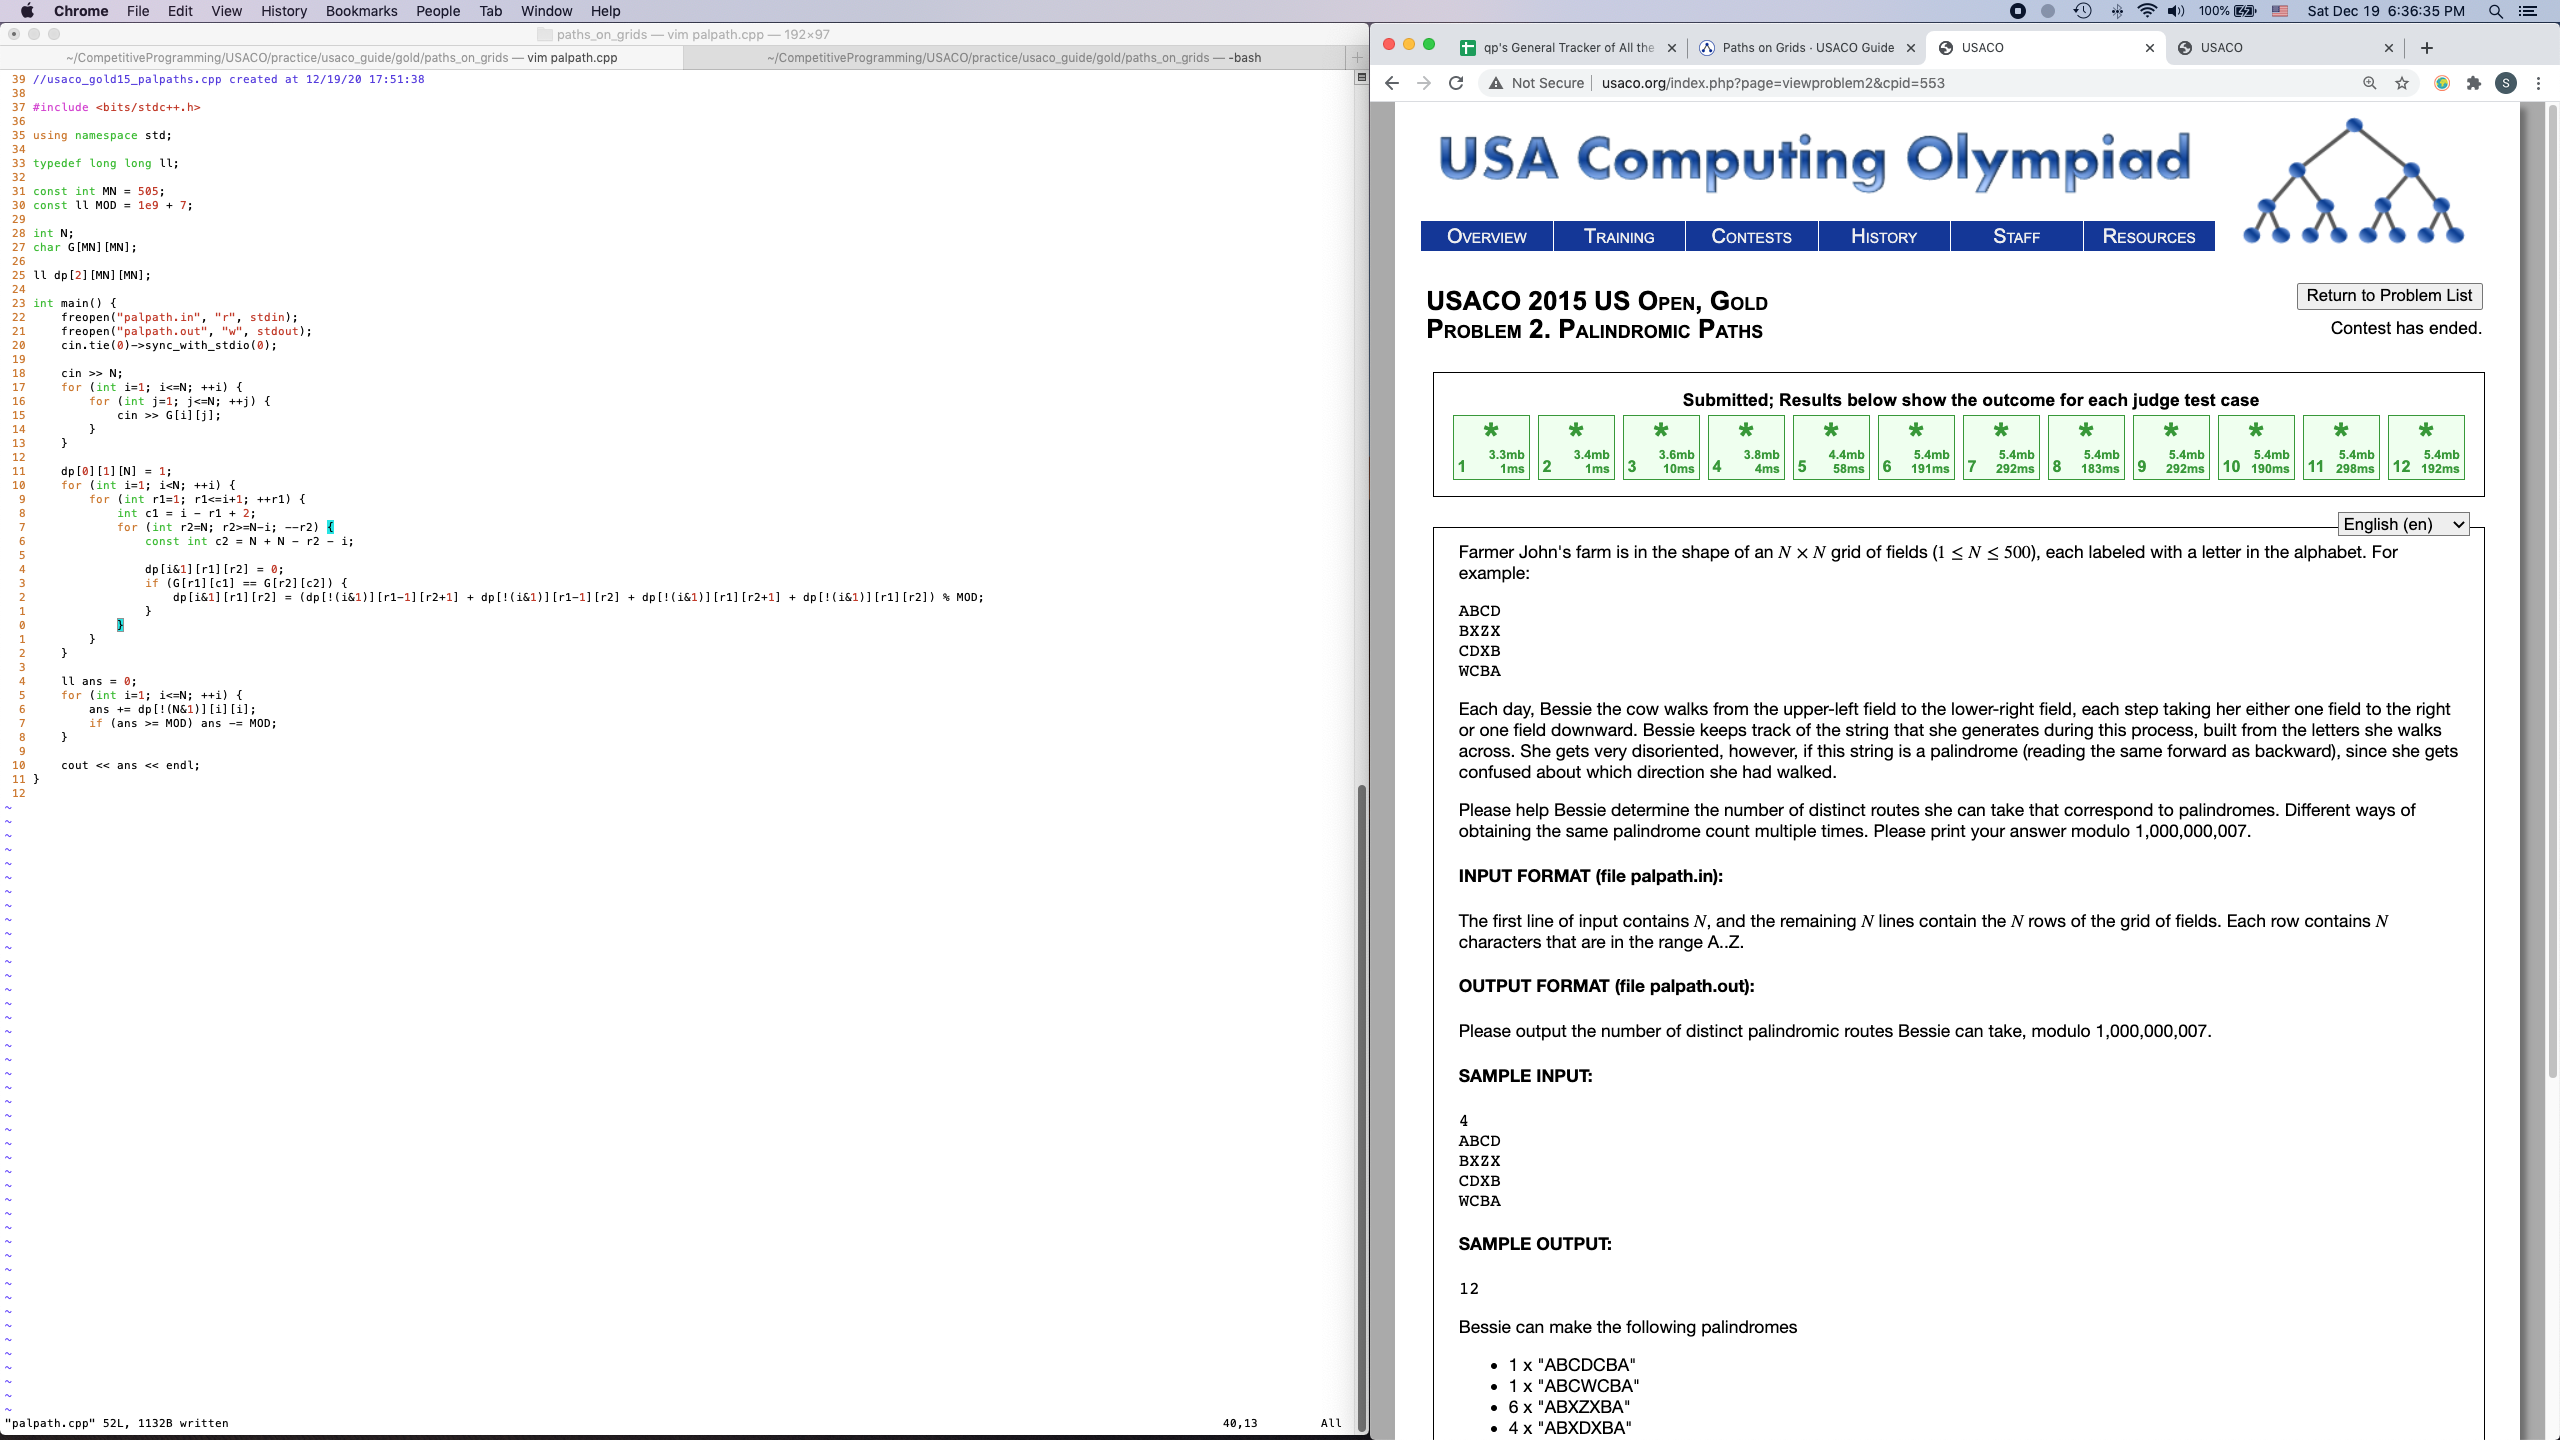 Chrome File Edit View History Bookmarks People Tab Window Help
100% Sat Dec 19 6:36:35 PM
paths_on_grids — vim palpath.cpp — 192×97
~/CompetitiveProgramming/USACO/practice/usaco_guide/gold/paths_on_grids — vim palpath.cpp
~/CompetitiveProgramming/USACO/practice/usaco_guide/gold/paths_on_grids — -bash
39 //usaco_gold15_palpaths.cpp created at 12/19/20 17:51:38
38
37 #include <bits/stdc++.h>
36
35 using namespace std;
34
33 typedef long long ll;
32
31 const int MN = 505;
30 const ll MOD = 1e9 + 7;
29
28 int N;
27 char G[MN][MN];
26
25 ll dp[2][MN][MN];
24
23 int main() {
22     freopen("palpath.in", "r", stdin);
21     freopen("palpath.out", "w", stdout);
20     cin.tie(0)->sync_with_stdio(0);
19
18     cin >> N;
17     for (int i=1; i<=N; ++i) {
16         for (int j=1; j<=N; ++j) {
15             cin >> G[i][j];
14         }
13     }
12
11     dp[0][1][N] = 1;
10     for (int i=1; i<N; ++i) {
9         for (int r1=1; r1<=i+1; ++r1) {
8             int c1 = i - r1 + 2;
7             for (int r2=N; r2>=N-i; --r2) {
6                 const int c2 = N + N - r2 - i;
5
4                 dp[i&1][r1][r2] = 0;
3                 if (G[r1][c1] == G[r2][c2]) {
2                     dp[i&1][r1][r2] = (dp[!(i&1)][r1-1][r2+1] + dp[!(i&1)][r1-1][r2] + dp[!(i&1)][r1][r2+1] + dp[!(i&1)][r1][r2]) % MOD;
1                 }
0             }
1         }
2     }
3
4     ll ans = 0;
5     for (int i=1; i<=N; ++i) {
6         ans += dp[!(N&1)][i][i];
7         if (ans >= MOD) ans -= MOD;
8     }
9
10     cout << ans << endl;
11 }
12
"palpath.cpp" 52L, 1132B written 40,13 All
qp's General Tracker of All the
Paths on Grids · USACO Guide
USACO
USACO
Not Secure usaco.org/index.php?page=viewproblem2&cpid=553
S
USA Computing Olympiad
OVERVIEW TRAINING CONTESTS HISTORY STAFF RESOURCES
USACO 2015 US OPEN, GOLD
PROBLEM 2. PALINDROMIC PATHS
Return to Problem List
Contest has ended.
Submitted; Results below show the outcome for each judge test case
* * * * * * * * * * * *
3.3mb 3.4mb 3.6mb 3.8mb 4.4mb 5.4mb 5.4mb 5.4mb 5.4mb 5.4mb 5.4mb 5.4mb
1 1ms 2 1ms 3 10ms 4 4ms 5 58ms 6 191ms 7 292ms 8 183ms 9 292ms 10 190ms 11 298ms 12 192ms
English (en)
Farmer John's farm is in the shape of an N × N grid of fields (1 ≤ N ≤ 500), each labeled with a letter in the alphabet. For
example:
ABCD
BXZX
CDXB
WCBA
Each day, Bessie the cow walks from the upper-left field to the lower-right field, each step taking her either one field to the right
or one field downward. Bessie keeps track of the string that she generates during this process, built from the letters she walks
across. She gets very disoriented, however, if this string is a palindrome (reading the same forward as backward), since she gets
confused about which direction she had walked.
Please help Bessie determine the number of distinct routes she can take that correspond to palindromes. Different ways of
obtaining the same palindrome count multiple times. Please print your answer modulo 1,000,000,007.
INPUT FORMAT (file palpath.in):
The first line of input contains N, and the remaining N lines contain the N rows of the grid of fields. Each row contains N
characters that are in the range A..Z.
OUTPUT FORMAT (file palpath.out):
Please output the number of distinct palindromic routes Bessie can take, modulo 1,000,000,007.
SAMPLE INPUT:
4
ABCD
BXZX
CDXB
WCBA
SAMPLE OUTPUT:
12
Bessie can make the following palindromes
• 1 x "ABCDCBA"
• 1 x "ABCWCBA"
• 6 x "ABXZXBA"
• 4 x "ABXDXBA"